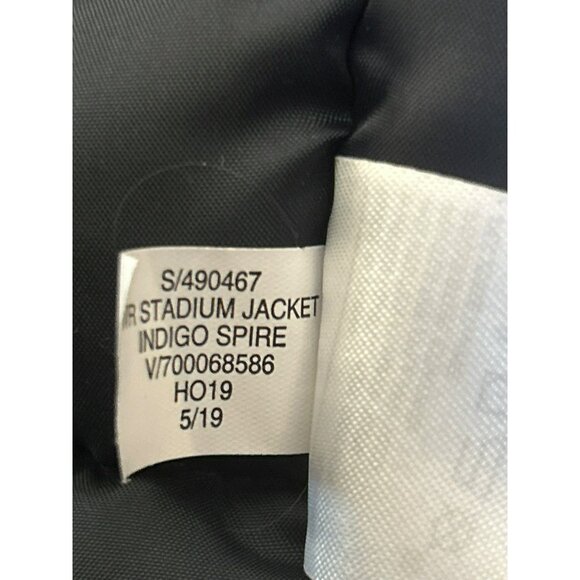 S/490467
STADIUM JACKET
INDIGO SPIRE
V/700068586
HO19
5/19